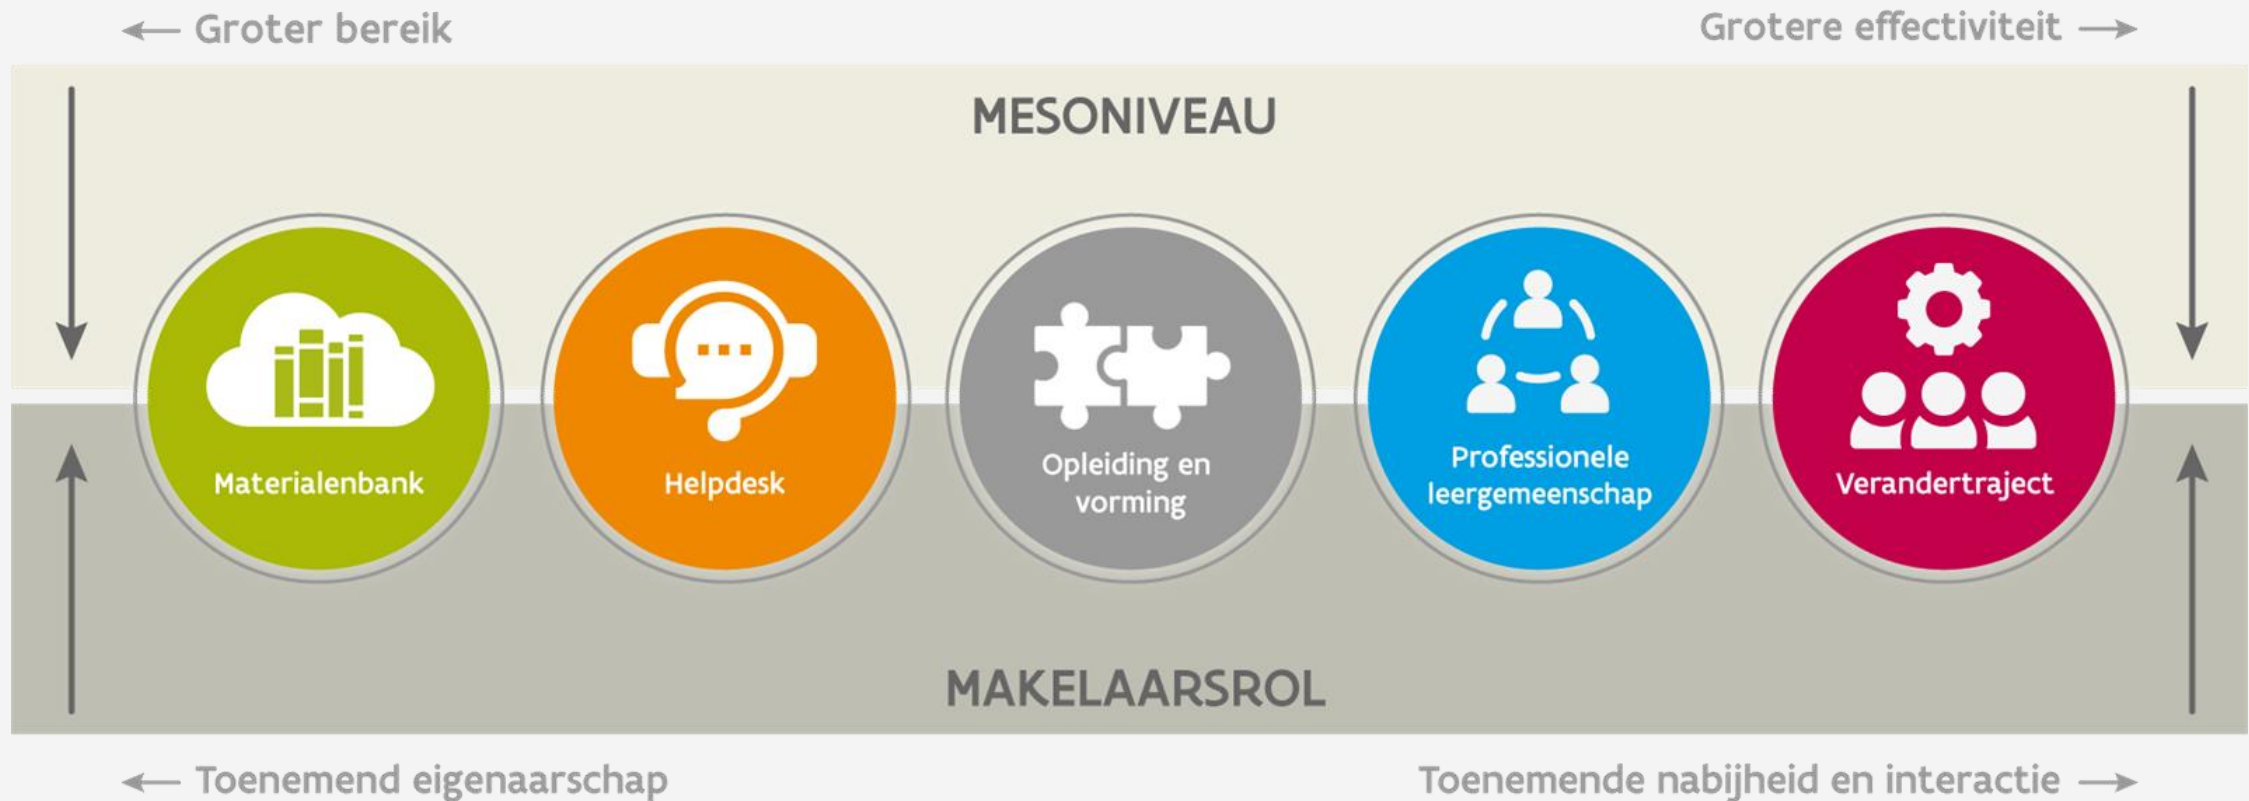 ← Groter bereik
Grotere effectiviteit →
MESONIVEAU
Materialenbank
Helpdesk
Opleiding en
vorming
Professionele
leergemeenschap
Verandertraject
MAKELAARSROL
← Toenemend eigenaarschap
Toenemende nabijheid en interactie →